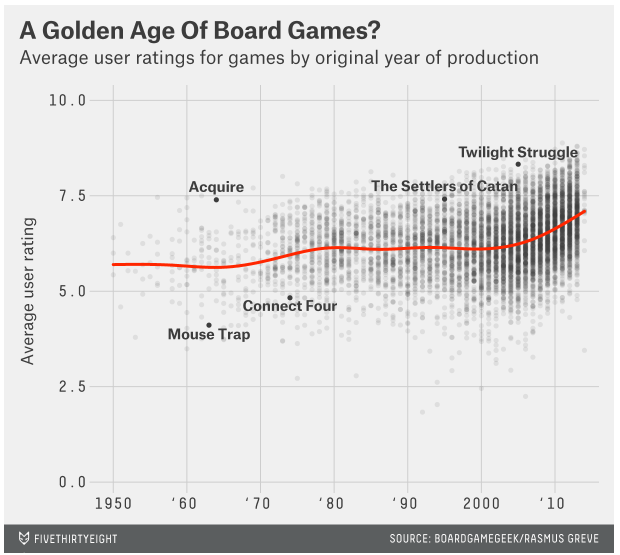 A Golden Age Of Board Games?
Average user ratings for games by original year of production
10.0
Twilight Struggle
Acquire
The Settlers of Catan
7.5
Average user rating
5.0
Connect Four
Mouse Trap
2.5
0.0
1950 '60 '70 '80 '90 2000 '10
FIVETHIRTYEIGHT
SOURCE: BOARDGAMEGEEK/RASMUS GREVE